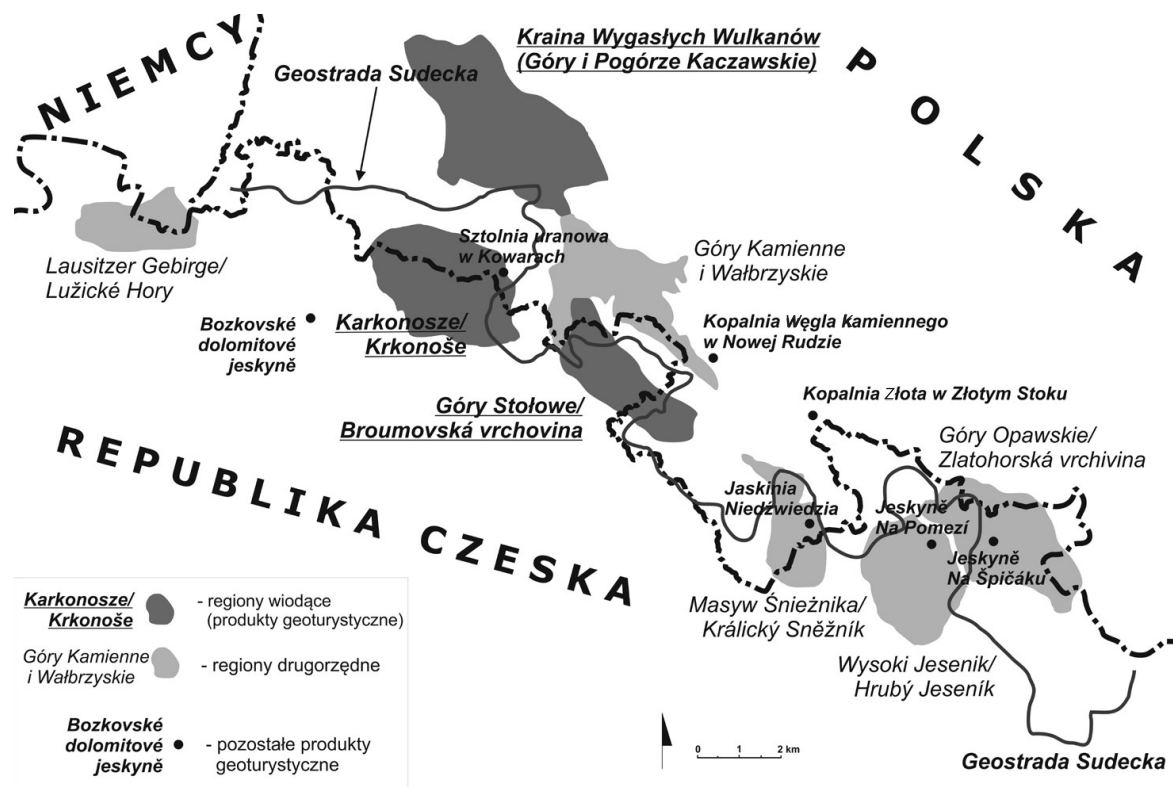 NIEMCY
Geostrada Sudecka
Kraina Wygasłych Wulkanów
(Góry i Pogórze Kaczawskie)
POLSKA
Lausitzer Gebirge/
Lužické Hory
Sztolnia uranowa
w Kowarach
Góry Kamienne
i Wałbrzyskie
Bozkovské
dolomitové
jeskyně
Karkonosze/
Krkonoše
Kopalnia Węgla Kamiennego
w Nowej Rudzie
Góry Stołowe/
Broumovská vrchovina
Kopalnia Złota w Złotym Stoku
Góry Opawskie/
Zlatohorská vrchivina
REPUBLIKA CZESKA
Jaskinia
Niedźwiedzia
Jeskyně
Na Pomezí
Jeskyně
Na Špičáku
Masyw Śnieżnika/
Králický Sněžník
Wysoki Jesenik/
Hrubý Jeseník
Geostrada Sudecka
Karkonosze/
Krkonoše
- regiony wiodące
(produkty geoturystyczne)
Góry Kamienne
i Wałbrzyskie
- regiony drugorzędne
Bozkovské
dolomitové
jeskyně
- pozostałe produkty
geoturystyczne
0 1 2 km